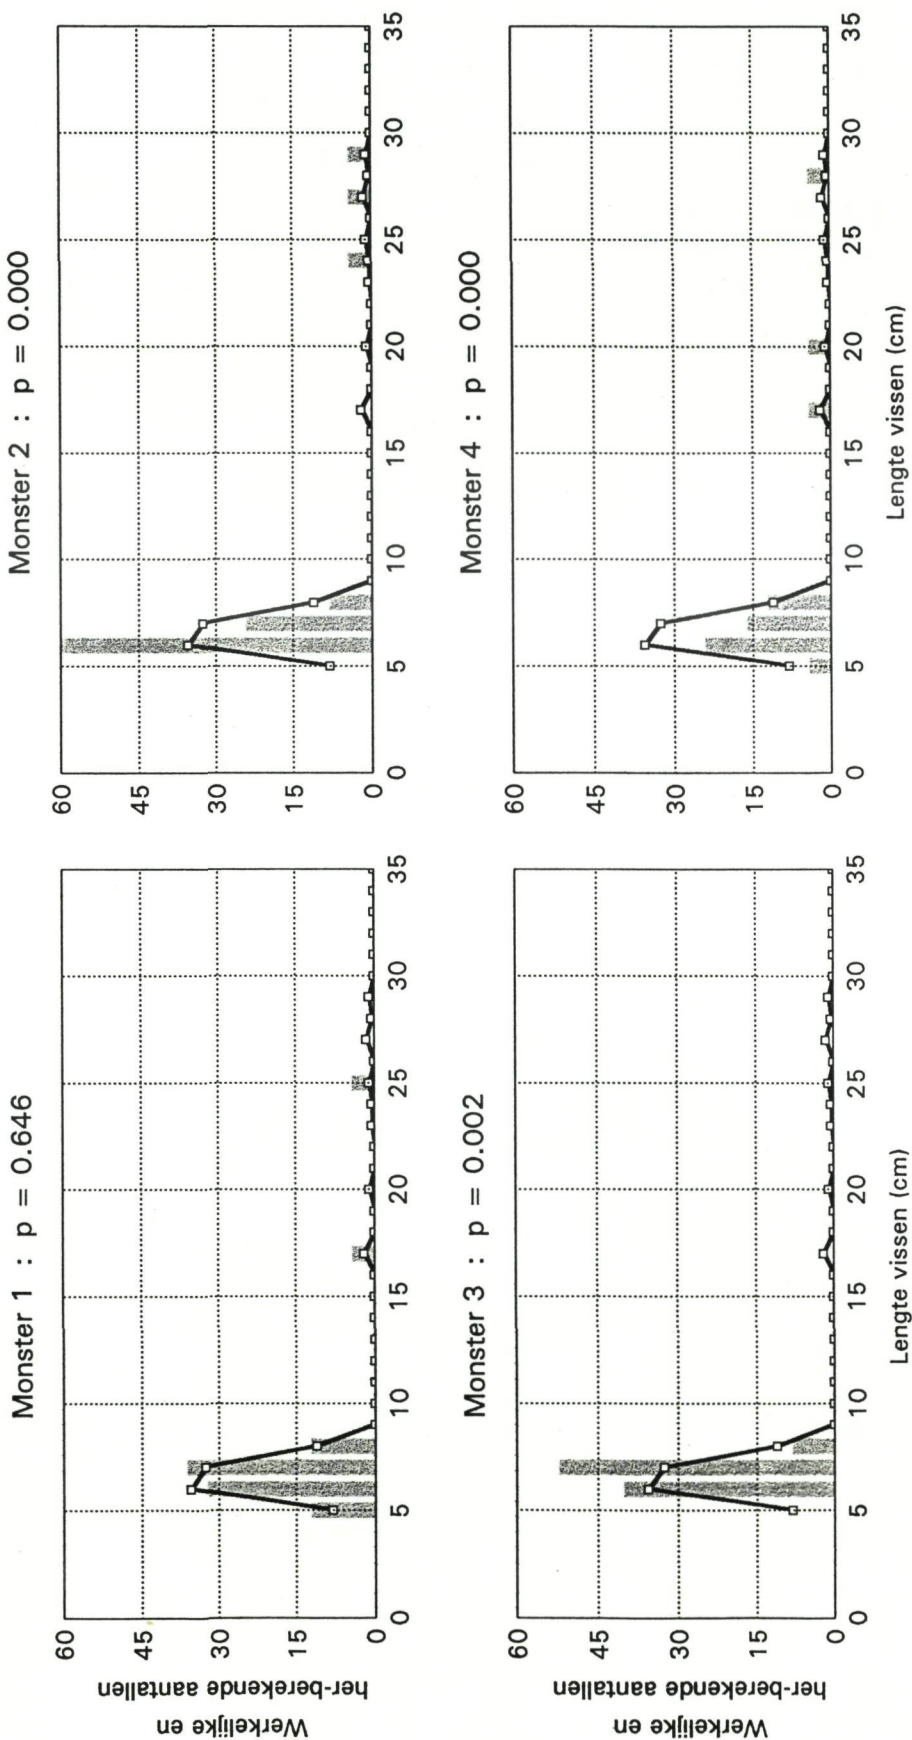 Monster 1 : p = 0.646
Werkelijke en
her-berekende aantallen
60
45
30
15
0
0 5 10 15 20 25 30 35
Monster 2 : p = 0.000
60
45
30
15
0
0 5 10 15 20 25 30 35
Monster 3 : p = 0.002
Werkelijke en
her-berekende aantallen
60
45
30
15
0
0 5 10 15 20 25 30 35
Lengte vissen (cm)
Monster 4 : p = 0.000
60
45
30
15
0
0 5 10 15 20 25 30 35
Lengte vissen (cm)